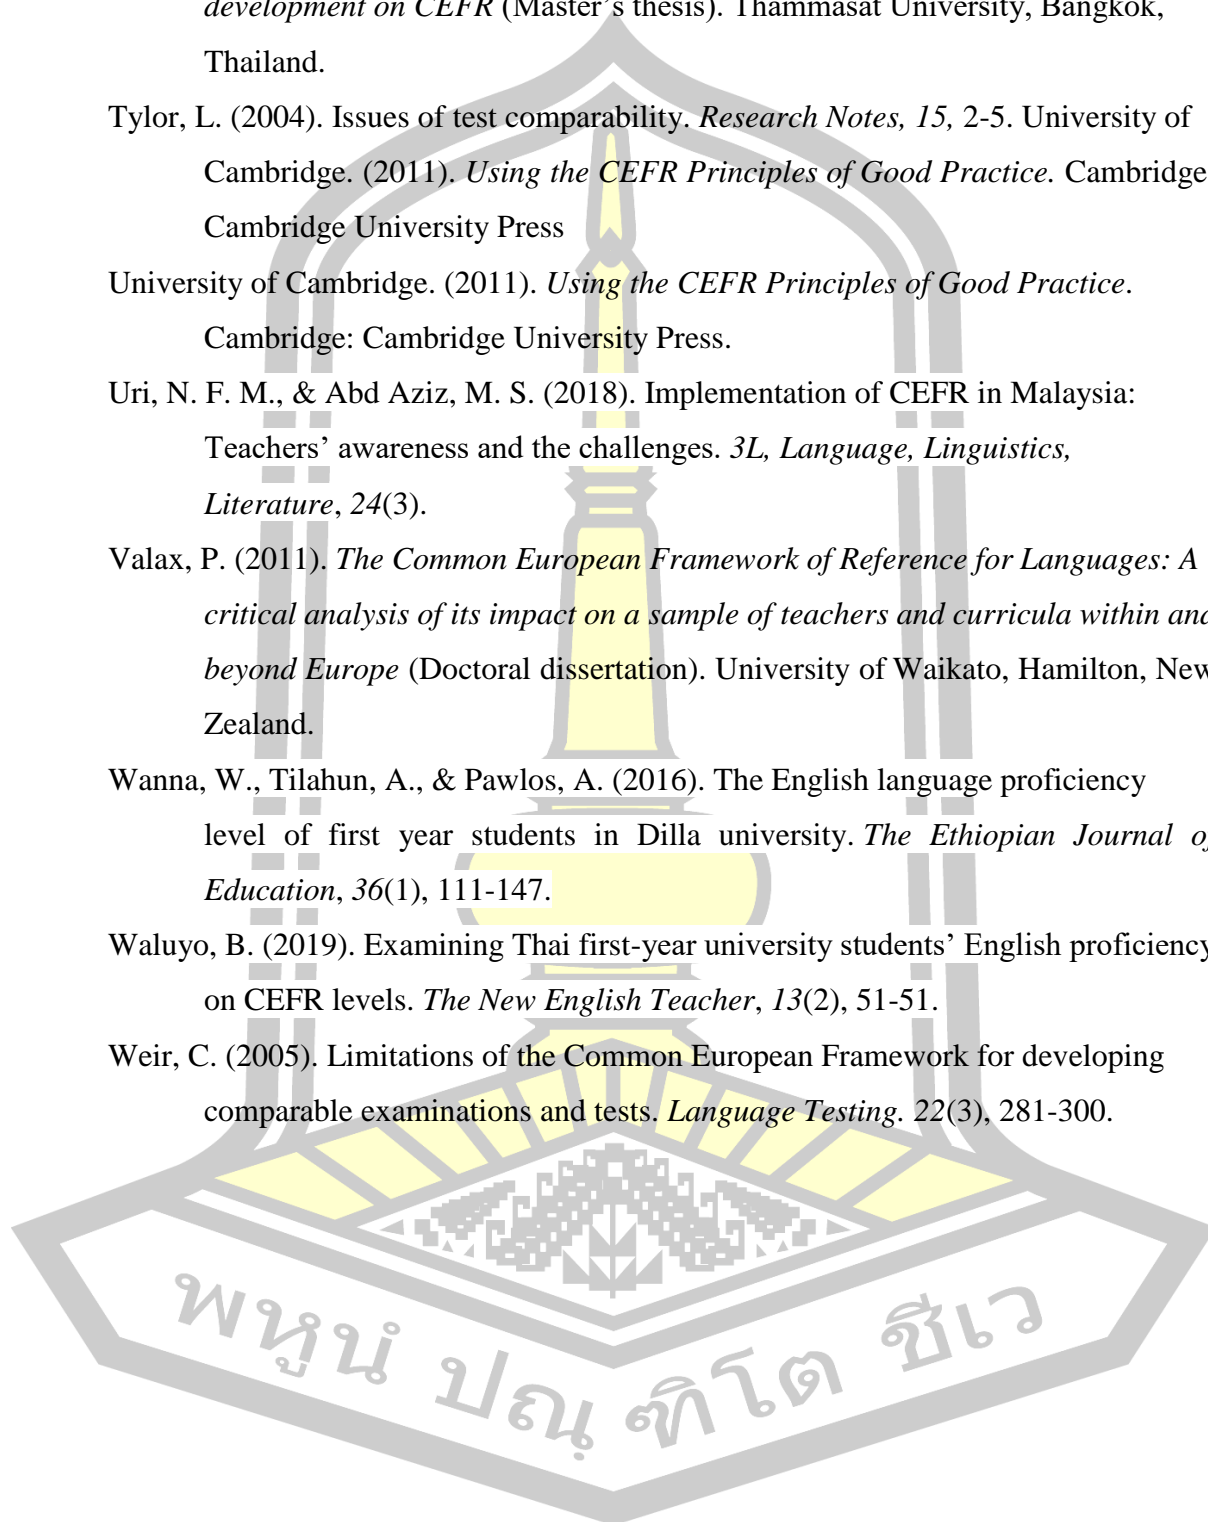 development on CEFR (Master’s thesis). Thammasat University, Bangkok,
Thailand.
Tylor, L. (2004). Issues of test comparability. Research Notes, 15, 2-5. University of
Cambridge. (2011). Using the CEFR Principles of Good Practice. Cambridge
Cambridge University Press
University of Cambridge. (2011). Using the CEFR Principles of Good Practice.
Cambridge: Cambridge University Press.
Uri, N. F. M., & Abd Aziz, M. S. (2018). Implementation of CEFR in Malaysia:
Teachers’ awareness and the challenges. 3L, Language, Linguistics,
Literature, 24(3).
Valax, P. (2011). The Common European Framework of Reference for Languages: A
critical analysis of its impact on a sample of teachers and curricula within and
beyond Europe (Doctoral dissertation). University of Waikato, Hamilton, New
Zealand.
Wanna, W., Tilahun, A., & Pawlos, A. (2016). The English language proficiency
level of first year students in Dilla university. The Ethiopian Journal of
Education, 36(1), 111-147.
Waluyo, B. (2019). Examining Thai first-year university students’ English proficiency
on CEFR levels. The New English Teacher, 13(2), 51-51.
Weir, C. (2005). Limitations of the Common European Framework for developing
comparable examinations and tests. Language Testing. 22(3), 281-300.
พหูนํ ปณฺ ฑิโต ชีเว